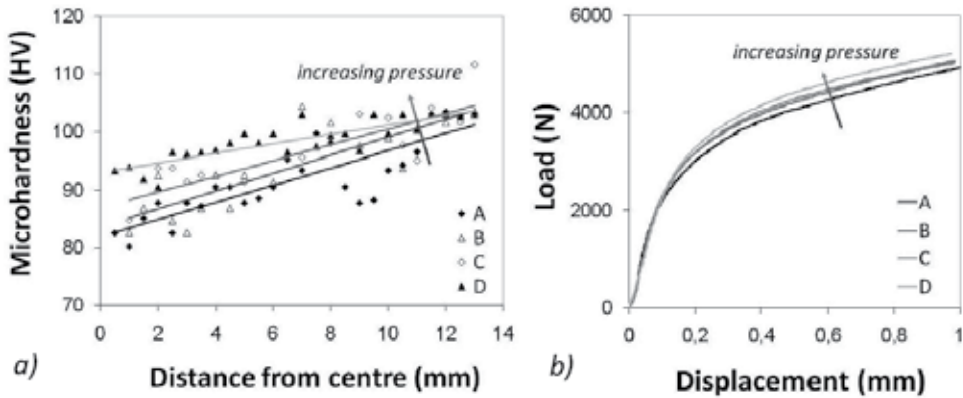 120
110
100
90
80
70
0
2
4
6
8
10
12
14
Microhardness (HV)
Distance from centre (mm)
increasing pressure
A
B
C
D
a)
6000
4000
2000
0
0
0,2
0,4
0,6
0,8
1
Load (N)
Displacement (mm)
increasing pressure
A
B
C
D
b)